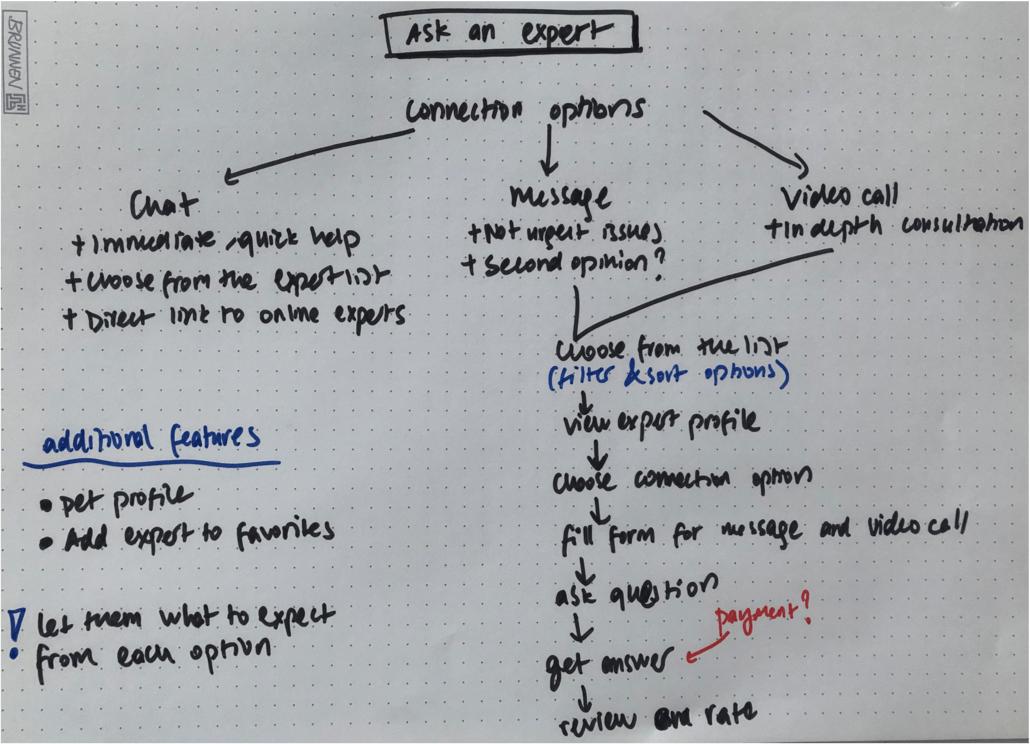 BRUNNEN
Ask an expert
Connection options
Chat
+ Immediate, quick help
+ Choose from the expert list
+ Direct link to online experts
Message
+ Not urgent issues
+ Second opinion?
Video call
+ In depth consultation
Choose from the list
(filter & sort options)
view expert profile
Choose connection option
fill form for message and video call
ask question
payment?
get answer
review and rate
additional features
• pet profile
• Add expert to favorites
! Let them what to expect
from each option